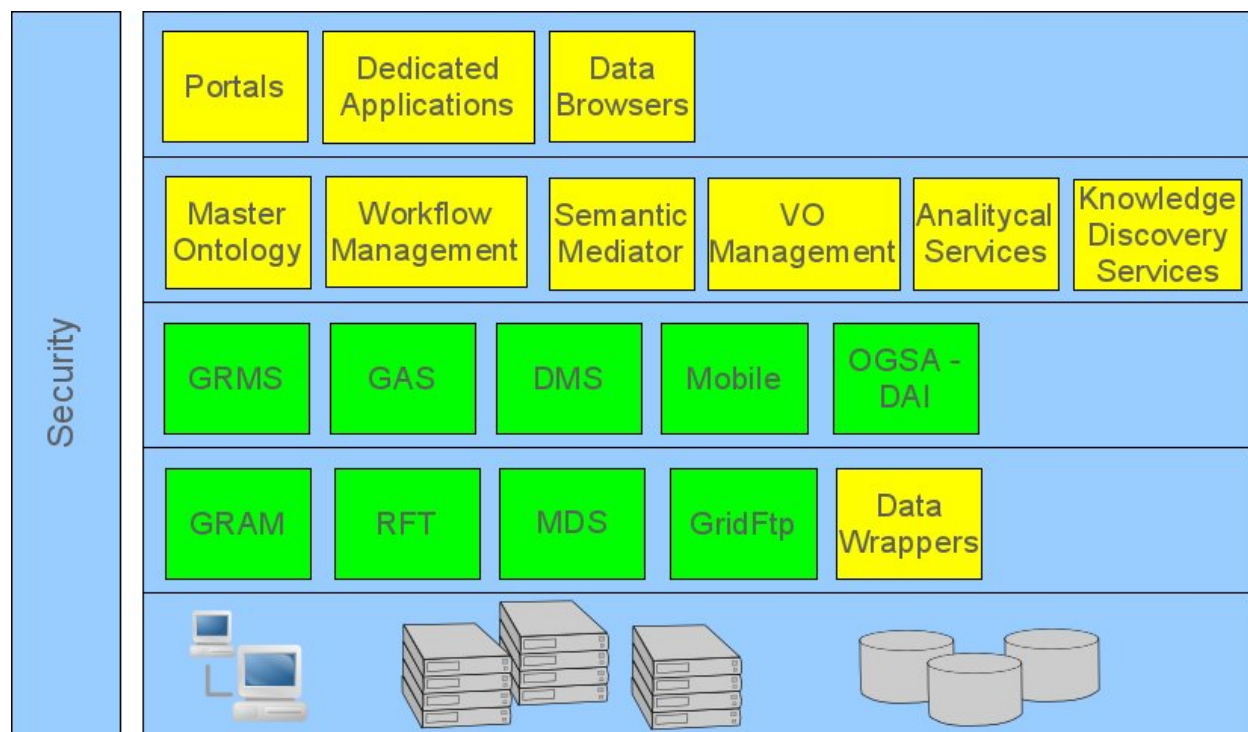 Security
Portals
Dedicated
Applications
Data
Browsers
Master
Ontology
Workflow
Management
Semantic
Mediator
VO
Management
Analitycal
Services
Knowledge
Discovery
Services
GRMS
GAS
DMS
Mobile
OGSA -
DAI
GRAM
RFT
MDS
GridFtp
Data
Wrappers